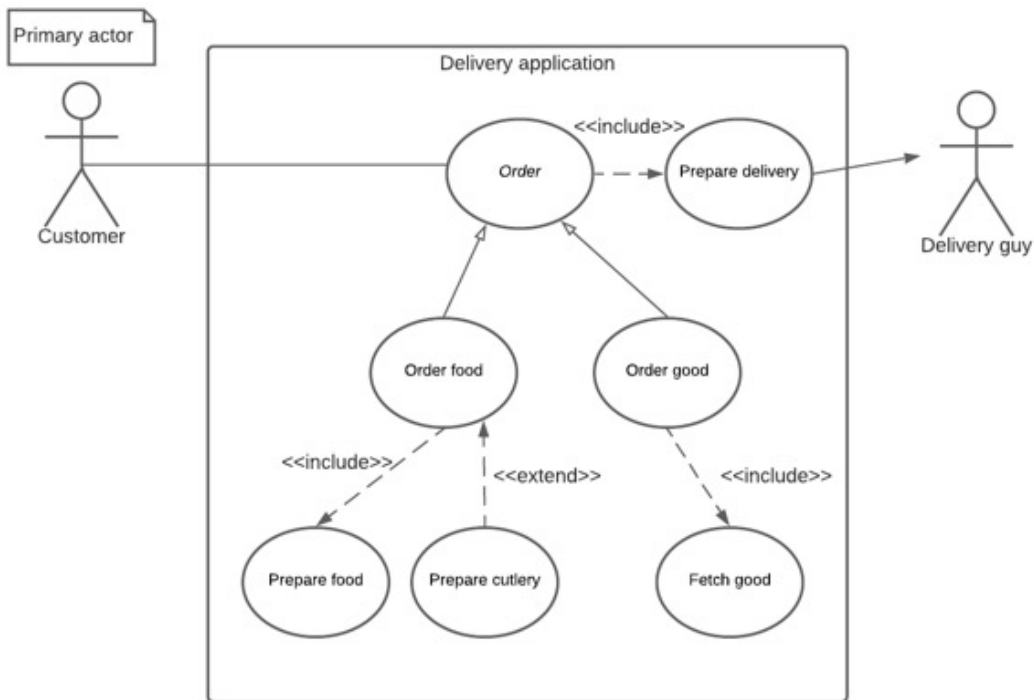 Primary actor
Delivery application
<<include>>
Order
Prepare delivery
Customer
Delivery guy
Order food
Order good
<<include>>
<<extend>>
<<include>>
Prepare food
Prepare cutlery
Fetch good